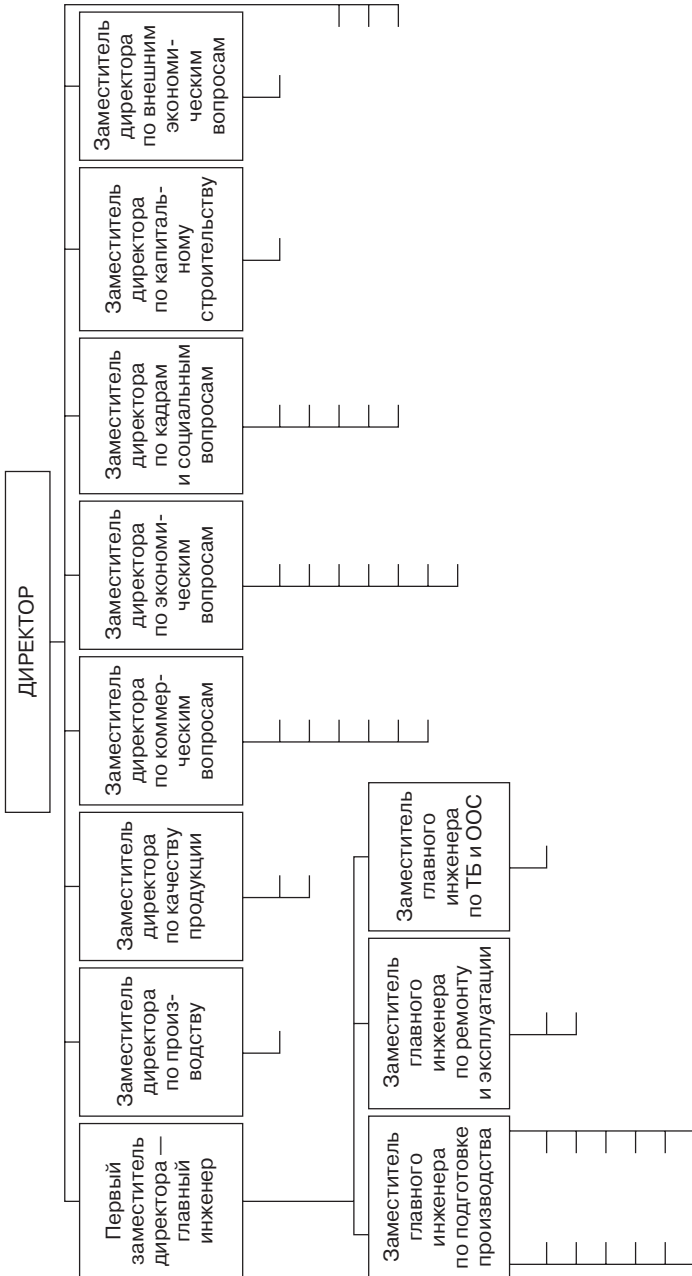 ДИРЕКТОР
Первый
заместитель
директора —
главный
инженер
Заместитель
директора
по произ-
водству
Заместитель
директора
по качеству
продукции
Заместитель
директора
по коммер-
ческим
вопросам
Заместитель
директора
по экономи-
ческим
вопросам
Заместитель
директора
по кадрам
и социальным
вопросам
Заместитель
директора
по капиталь-
ному
строительству
Заместитель
директора
по внешним
экономи-
ческим
вопросам
Заместитель
главного
инженера
по подготовке
производства
Заместитель
главного
инженера
по ремонту
и эксплуатации
Заместитель
главного
инженера
по ТБ и ООС